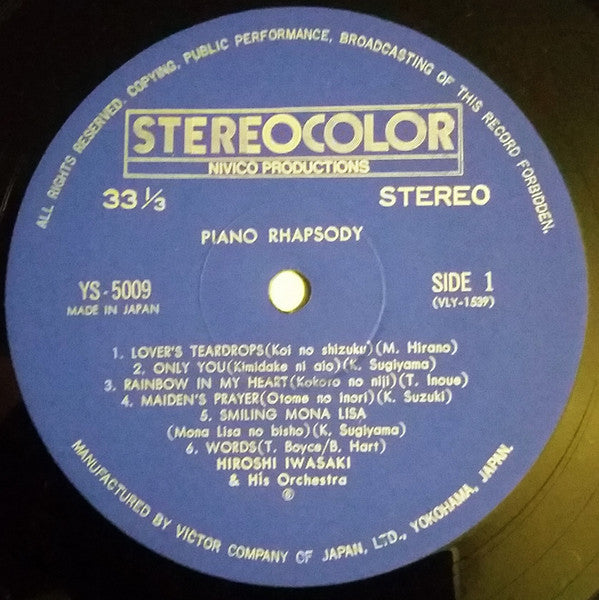 ALL RIGHTS RESERVED. COPYING, PUBLIC PERFORMANCE, BROADCASTING OF THIS RECORD FORBIDDEN.
STEREOCOLOR
NIVICO PRODUCTIONS
33 1/3 STEREO
PIANO RHAPSODY
YS-5009 SIDE 1
MADE IN JAPAN (VLY-1539)
1. LOVER'S TEARDROPS(Koi no shizuku)(M. Hirano)
2. ONLY YOU(Kimidake ni aio)(K. Sugiyama)
3. RAINBOW IN MY HEART(Kokoro no niji)(T. Inoue)
4. MAIDEN'S PRAYER(Otome no inori)(K. Suzuki)
5. SMILING MONA LISA
(Mona Lisa no bisho)(K. Sugiyama)
6. WORDS(T. Boyce/B. Hart)
HIROSHI IWASAKI
& His Orchestra
℗
MANUFACTURED BY VICTOR COMPANY OF JAPAN, LTD., YOKOHAMA, JAPAN.